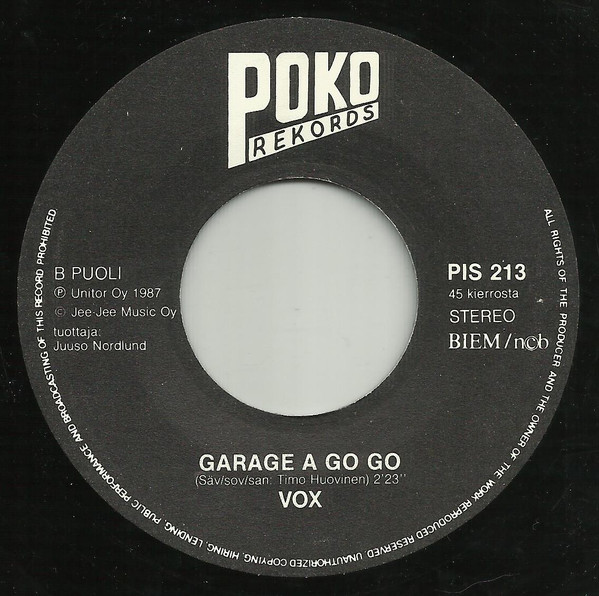 POKO
REKORDS
B PUOLI
℗ Unitor Oy 1987
© Jee-Jee Music Oy
tuottaja:
Juuso Nordlund
PIS 213
45 kierrosta
STEREO
BIEM/n©b
GARAGE A GO GO
(Säv/sov/san: Timo Huovinen) 2'23''
VOX
ALL RIGHTS OF THE PRODUCER AND THE OWNER OF THE WORK REPRODUCED RESERVED. UNAUTHORIZED COPYING, HIRING, LENDING, PUBLIC PERFORMANCE AND BROADCASTING OF THIS RECORD PROHIBITED.